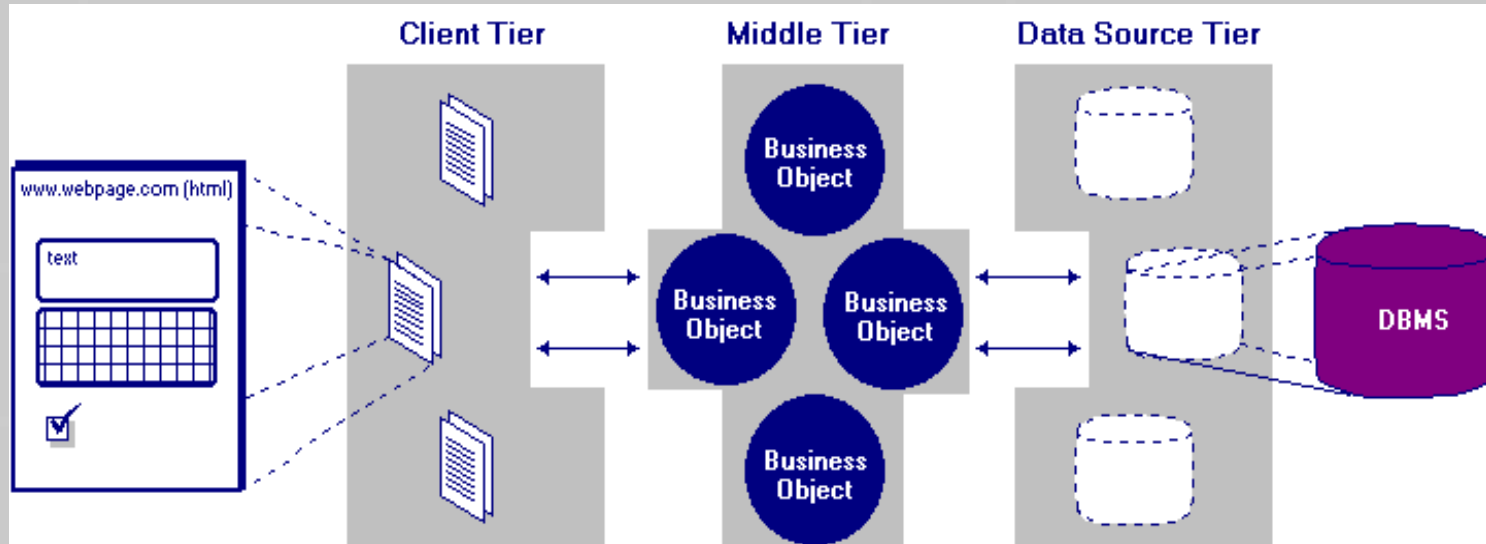 Client Tier
Middle Tier
Data Source Tier
www.webpage.com (html)
text
Business
Object
Business
Object
Business
Object
Business
Object
DBMS